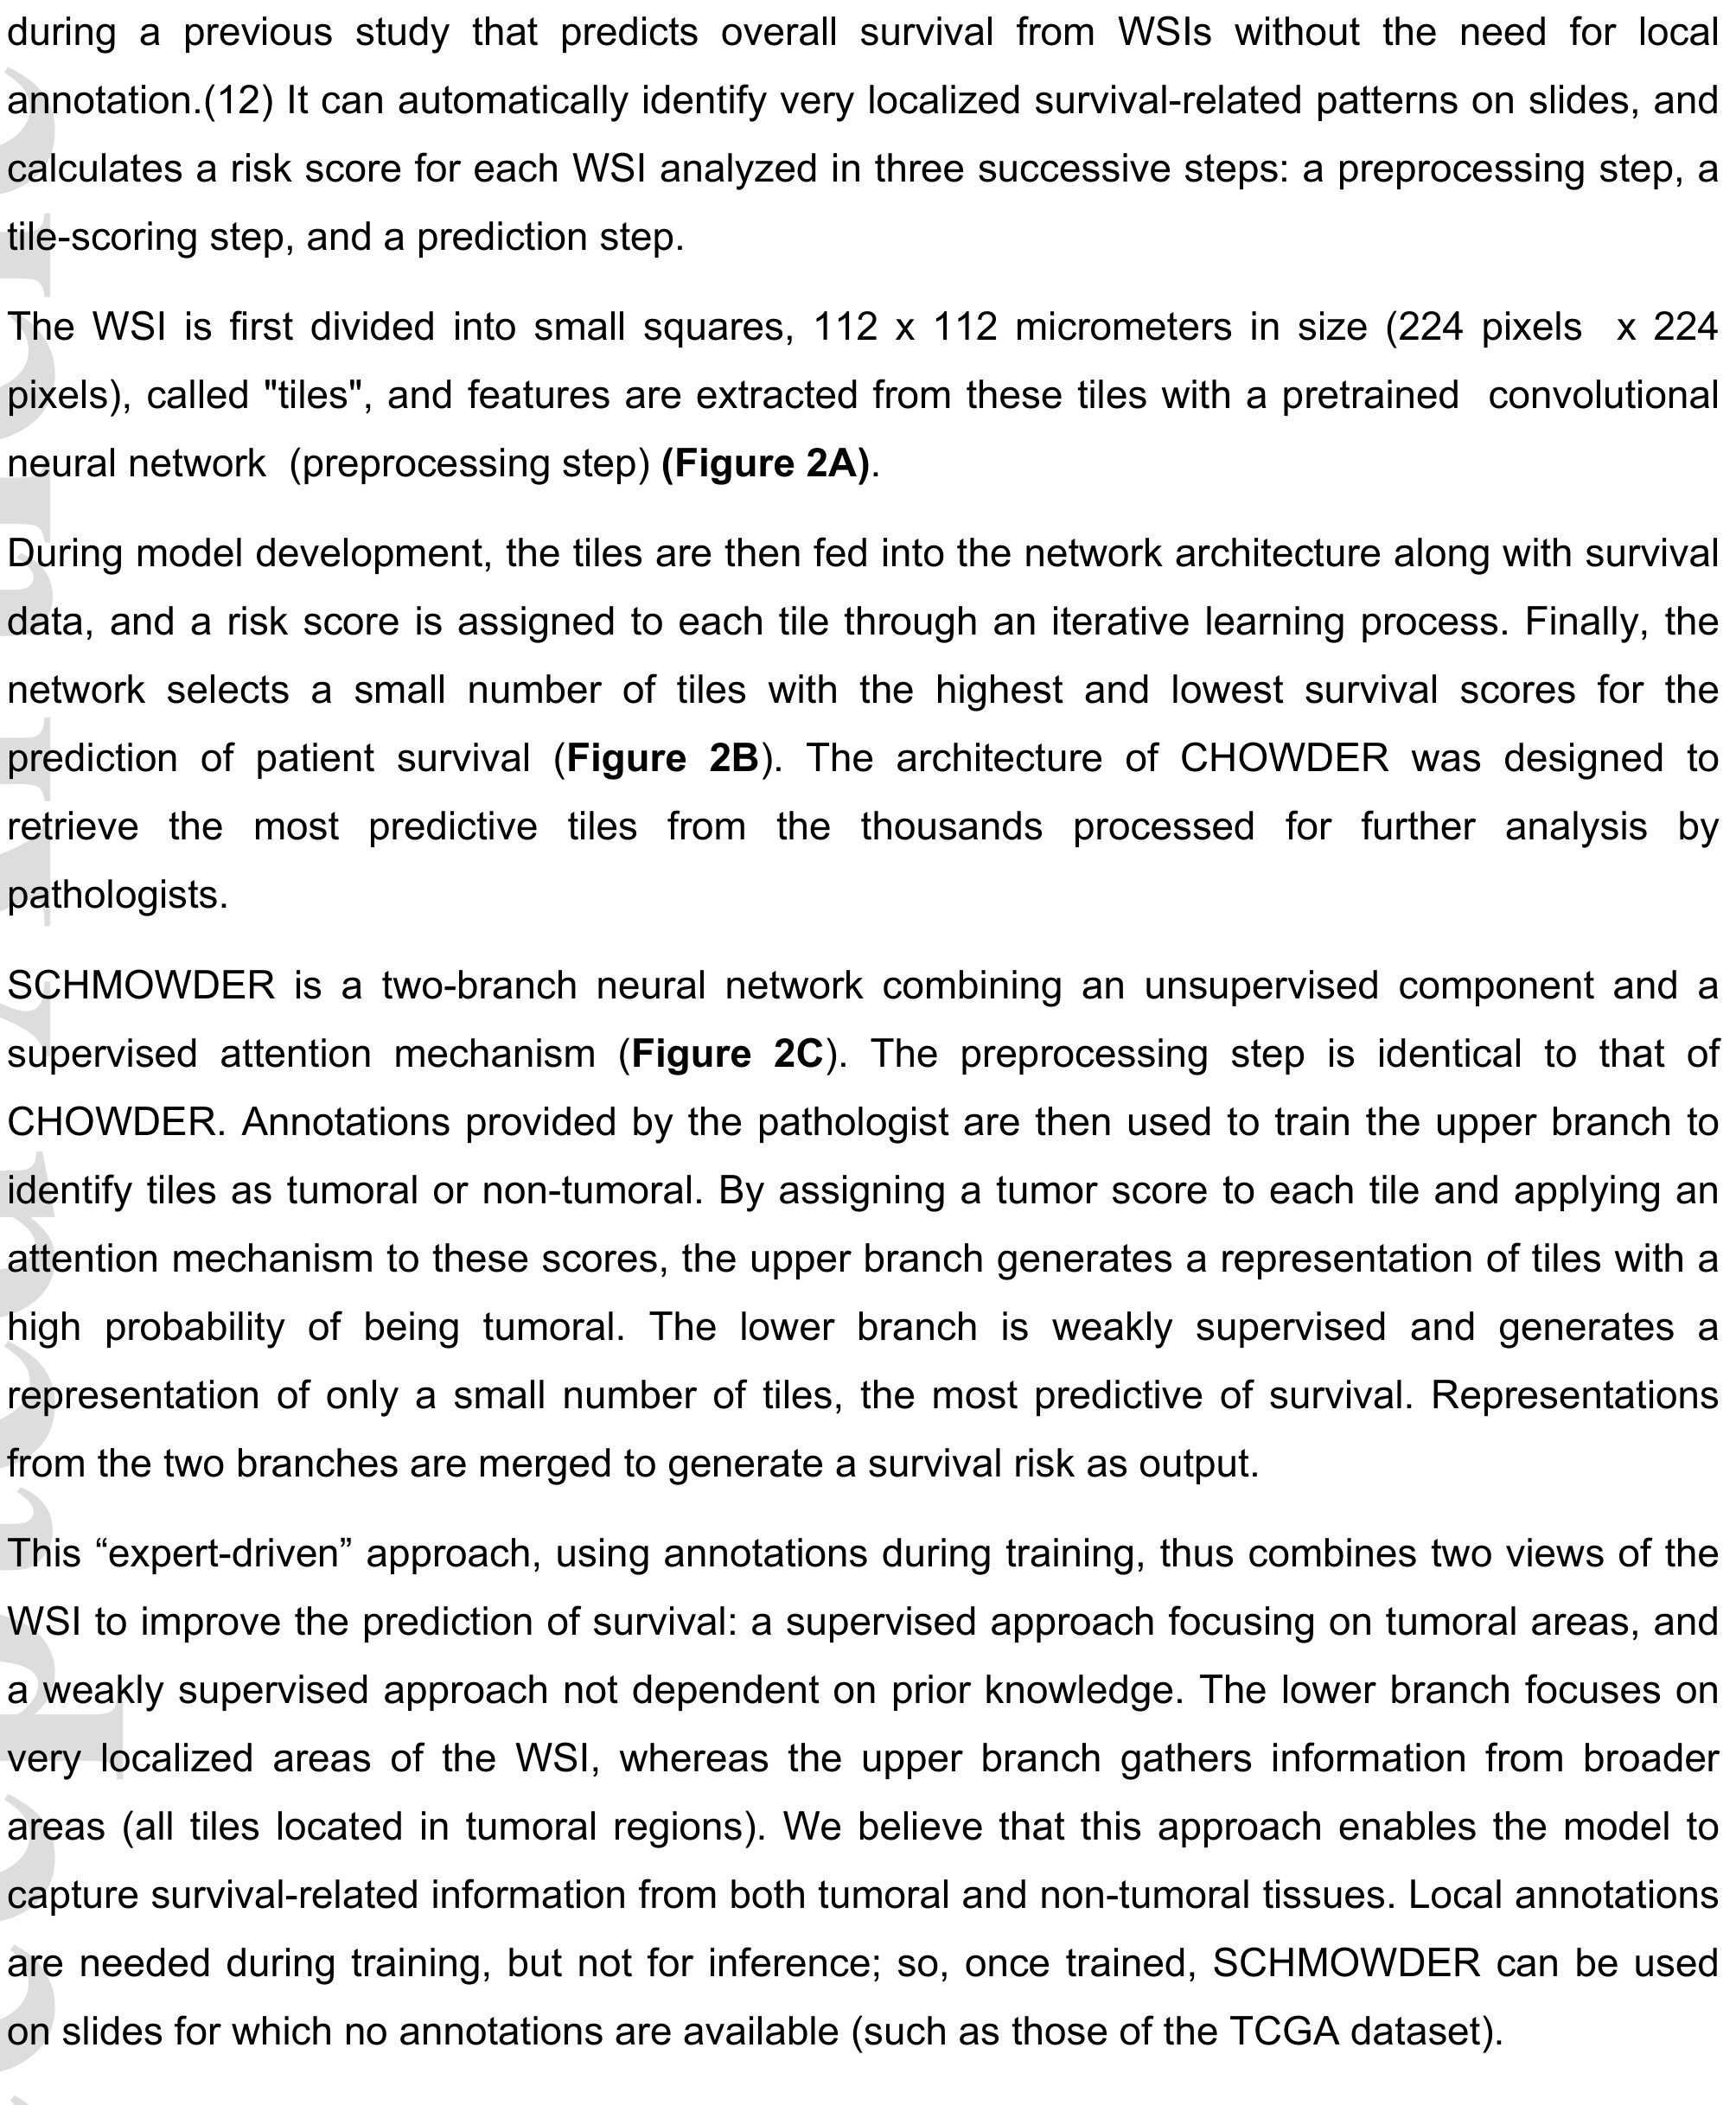 during a previous study that predicts overall survival from WSIs without the need for local
annotation.(12) It can automatically identify very localized survival-related patterns on slides, and
calculates a risk score for each WSI analyzed in three successive steps: a preprocessing step, a
tile-scoring step, and a prediction step.
The WSI is first divided into small squares, 112 x 112 micrometers in size (224 pixels x 224
pixels), called "tiles", and features are extracted from these tiles with a pretrained convolutional
neural network (preprocessing step) (Figure 2A).
During model development, the tiles are then fed into the network architecture along with survival
data, and a risk score is assigned to each tile through an iterative learning process. Finally, the
network selects a small number of tiles with the highest and lowest survival scores for the
prediction of patient survival (Figure 2B). The architecture of CHOWDER was designed to
retrieve the most predictive tiles from the thousands processed for further analysis by
pathologists.
SCHMOWDER is a two-branch neural network combining an unsupervised component and a
supervised attention mechanism (Figure 2C). The preprocessing step is identical to that of
CHOWDER. Annotations provided by the pathologist are then used to train the upper branch to
identify tiles as tumoral or non-tumoral. By assigning a tumor score to each tile and applying an
attention mechanism to these scores, the upper branch generates a representation of tiles with a
high probability of being tumoral. The lower branch is weakly supervised and generates a
representation of only a small number of tiles, the most predictive of survival. Representations
from the two branches are merged to generate a survival risk as output.
This “expert-driven” approach, using annotations during training, thus combines two views of the
WSI to improve the prediction of survival: a supervised approach focusing on tumoral areas, and
a weakly supervised approach not dependent on prior knowledge. The lower branch focuses on
very localized areas of the WSI, whereas the upper branch gathers information from broader
areas (all tiles located in tumoral regions). We believe that this approach enables the model to
capture survival-related information from both tumoral and non-tumoral tissues. Local annotations
are needed during training, but not for inference; so, once trained, SCHMOWDER can be used
on slides for which no annotations are available (such as those of the TCGA dataset).